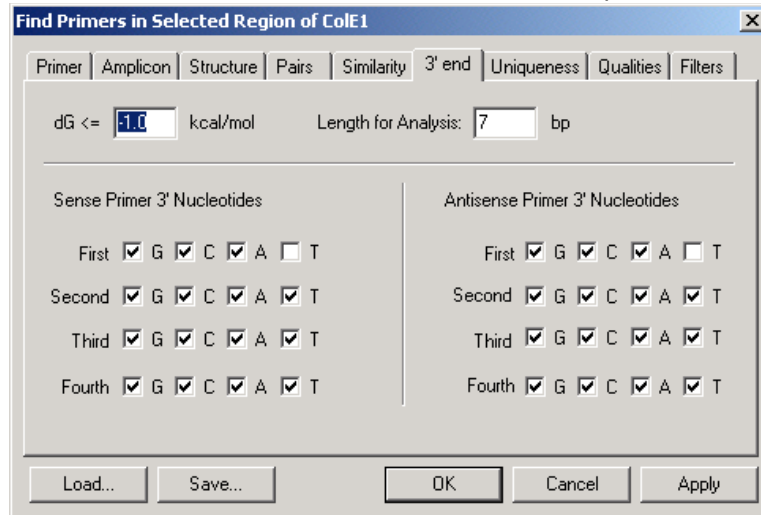 Find Primers in Selected Region of ColE1
Primer Amplicon Structure Pairs Similarity 3' end Uniqueness Qualities Filters
dG <= -1.0 kcal/mol Length for Analysis: 7 bp
Sense Primer 3' Nucleotides Antisense Primer 3' Nucleotides
First G C A T First G C A T
Second G C A T Second G C A T
Third G C A T Third G C A T
Fourth G C A T Fourth G C A T
Load... Save... OK Cancel Apply